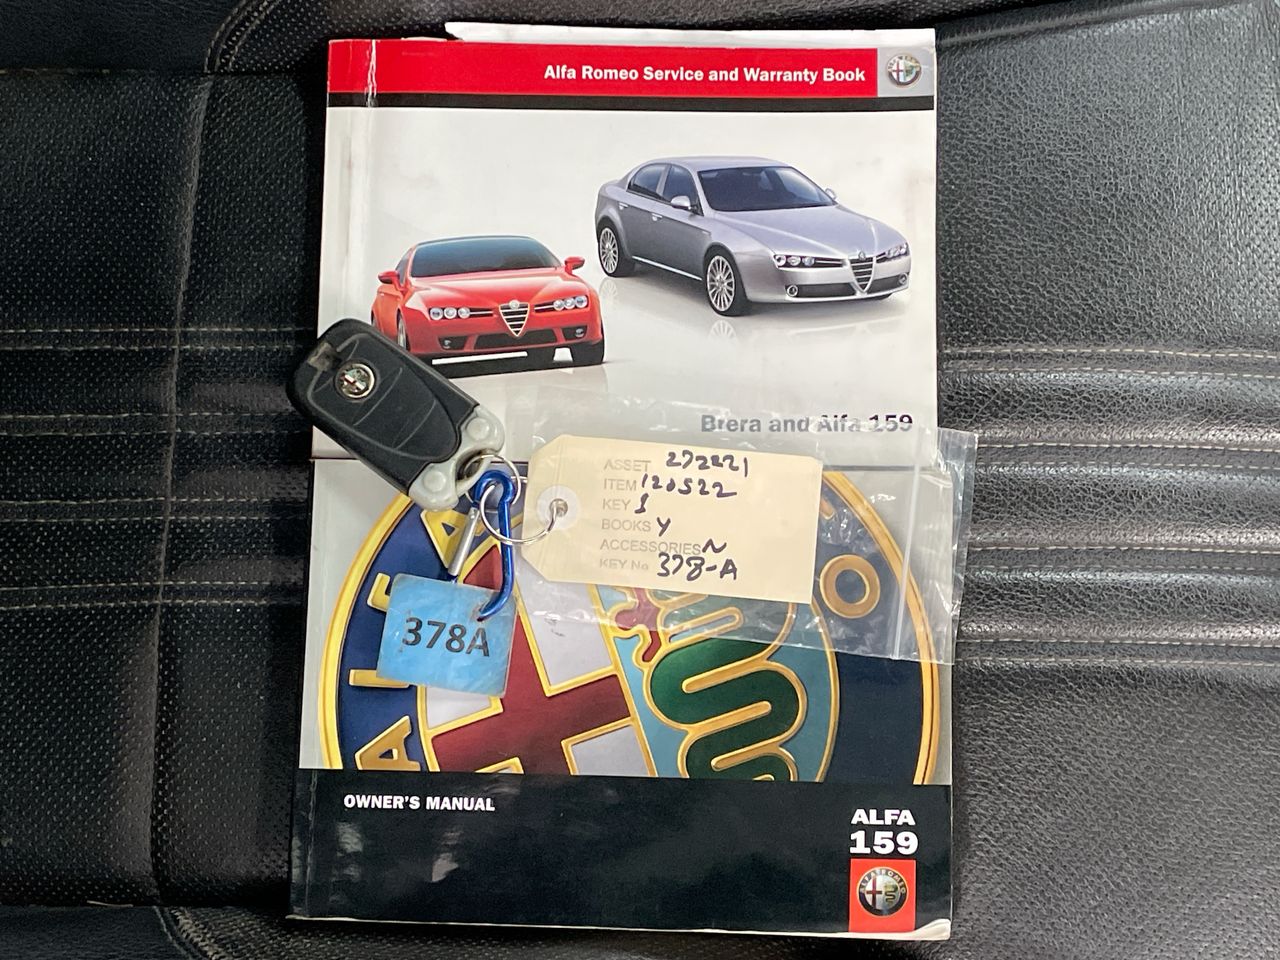 Alfa Romeo Service and Warranty Book
Brera and Alfa 159
ASSET 272221
ITEM 120522
KEY 1
BOOKS Y
ACCESSORIES N
KEY No 378-A
378A
ALFA
O
OWNER'S MANUAL
ALFA
159